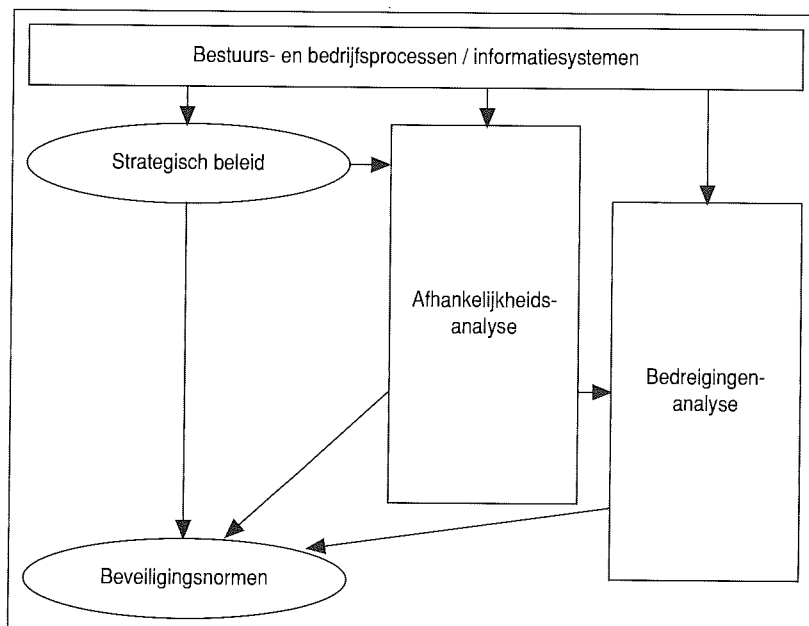 Bestuurs- en bedrijfsprocessen / informatiesystemen
Strategisch beleid
Afhankelijkheids-
analyse
Bedreigingen-
analyse
Beveiligingsnormen